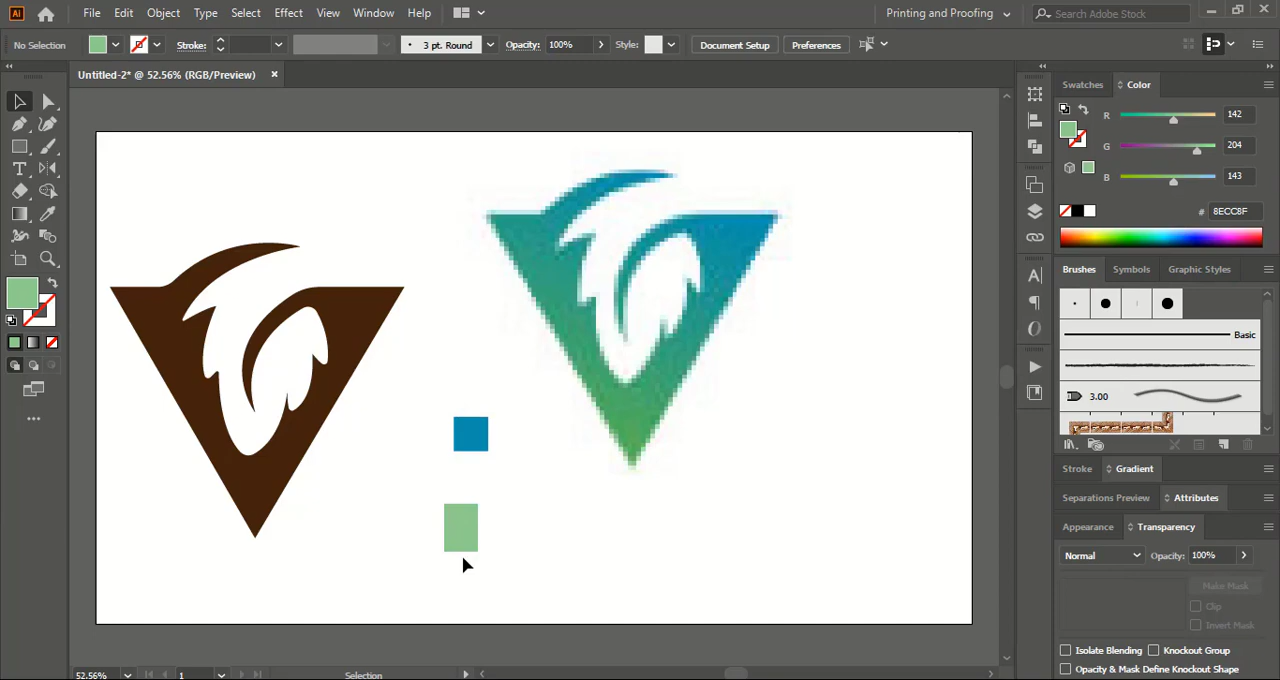 Ai File Edit Object Type Select Effect View Window Help Printing and Proofing Search Adobe Stock
No Selection Stroke: 3 pt. Round Opacity: 100% Style: Document Setup Preferences
Untitled-2* @ 52.56% (RGB/Preview)
Swatches Color
R 142
G 204
B 143
# 8ECC8F
Brushes Symbols Graphic Styles
Basic
3.00
Stroke Gradient
Separations Preview Attributes
Appearance Transparency
Normal Opacity: 100%
Make Mask
Clip
Invert Mask
Isolate Blending Knockout Group
Opacity & Mask Define Knockout Shape
52.56% 1 Selection